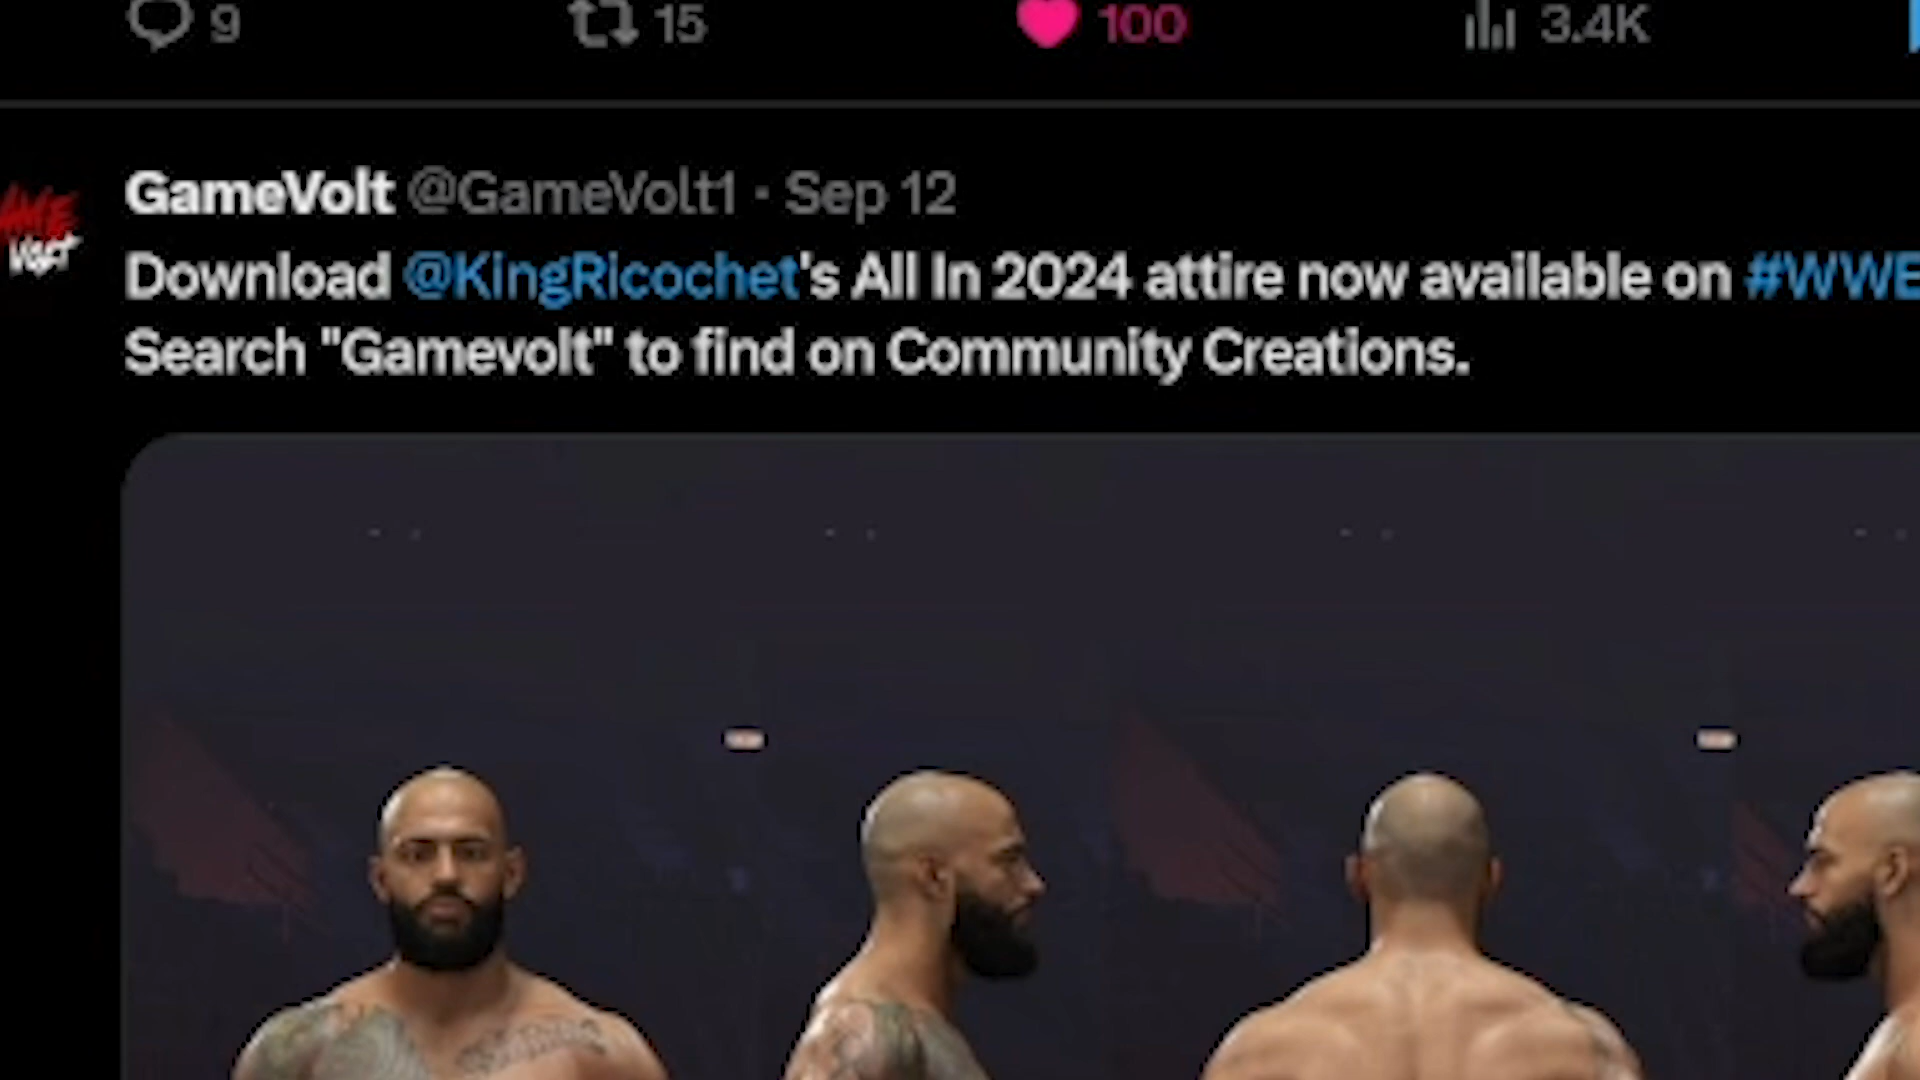 9 15 100 3.4K
GameVolt @GameVolt1 · Sep 12
VOLT
Download @KingRicochet's All In 2024 attire now available on #WWE
Search "Gamevolt" to find on Community Creations.